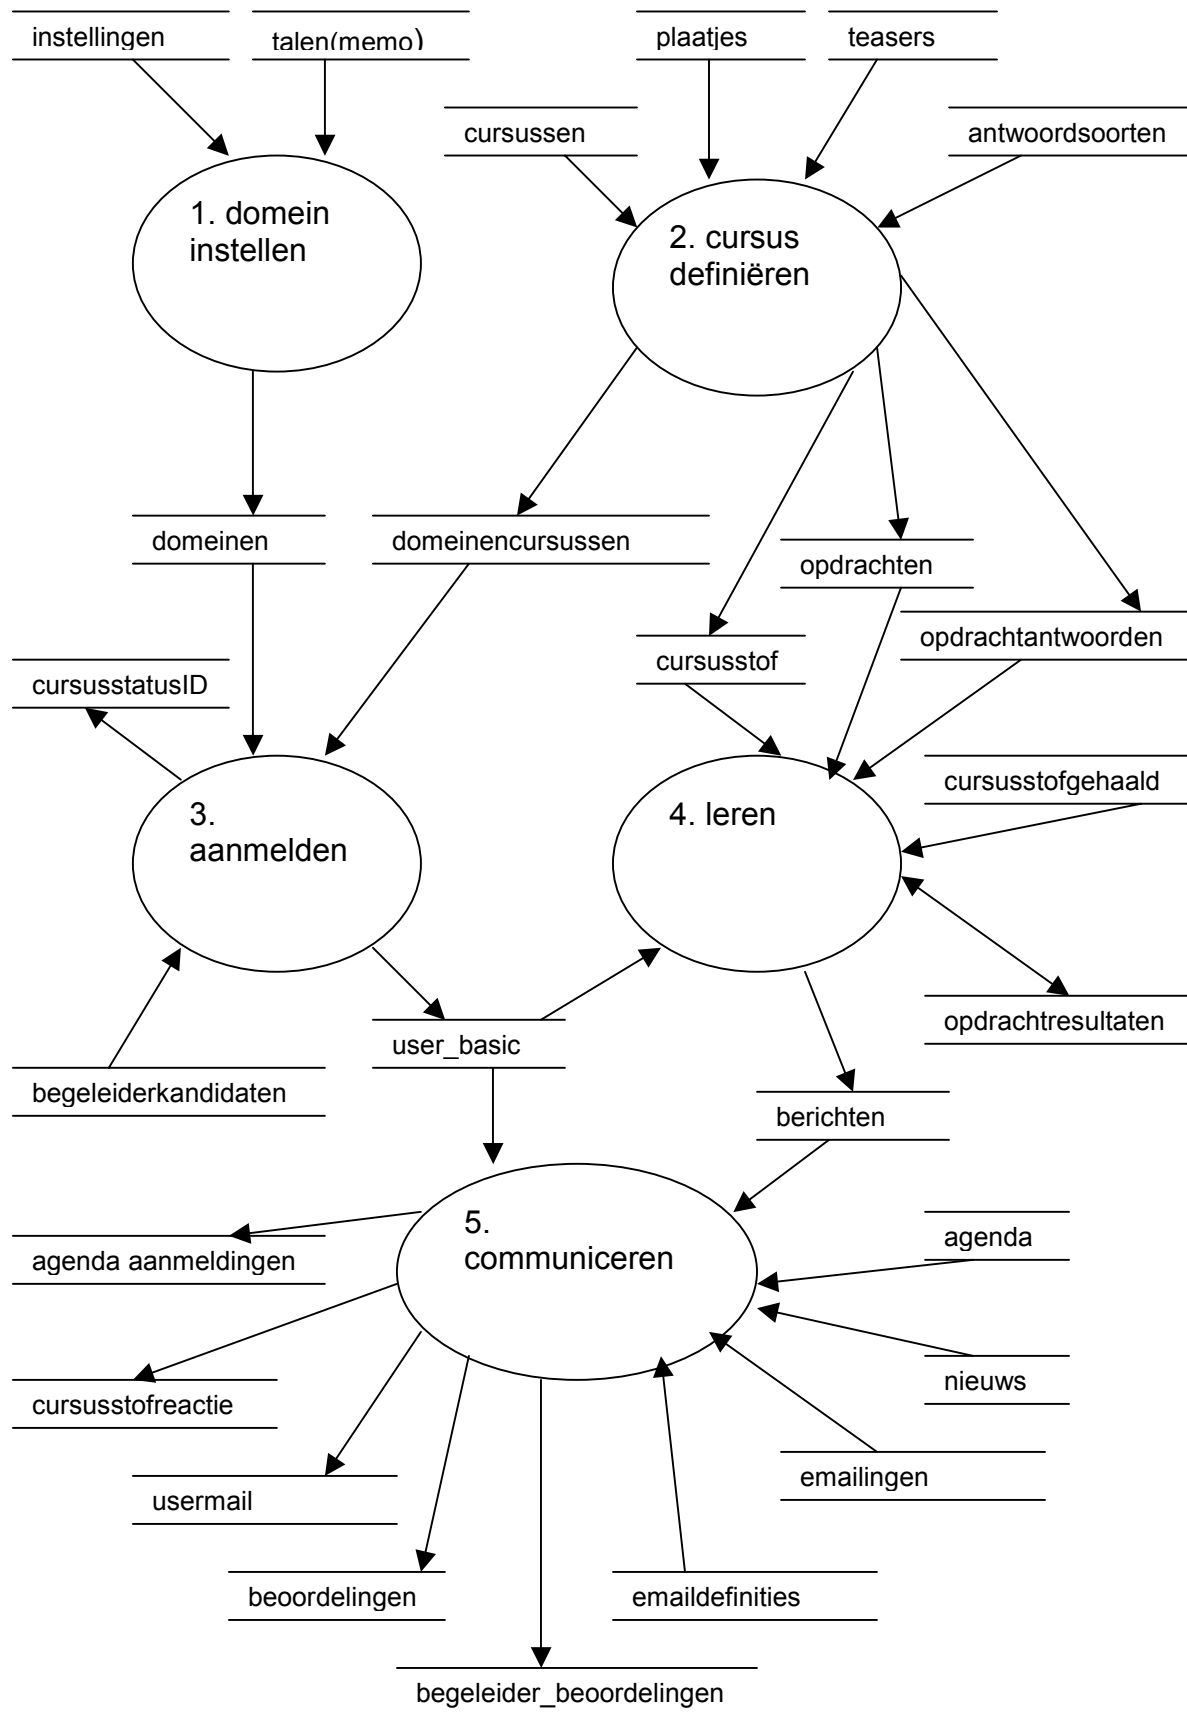 instellingen
talen(memo)
plaatjes
teasers
cursussen
antwoordsoorten
1. domein
instellen
2. cursus
definiëren
domeinen
domeinencursussen
opdrachten
opdrachtantwoorden
cursusstof
cursusstatusID
cursusstofgehaald
3.
aanmelden
4. leren
opdrachtresultaten
user_basic
begeleiderkandidaten
berichten
5.
communiceren
agenda
agenda aanmeldingen
nieuws
cursusstofreactie
emailingen
usermail
beoordelingen
emaildefinities
begeleider_beoordelingen